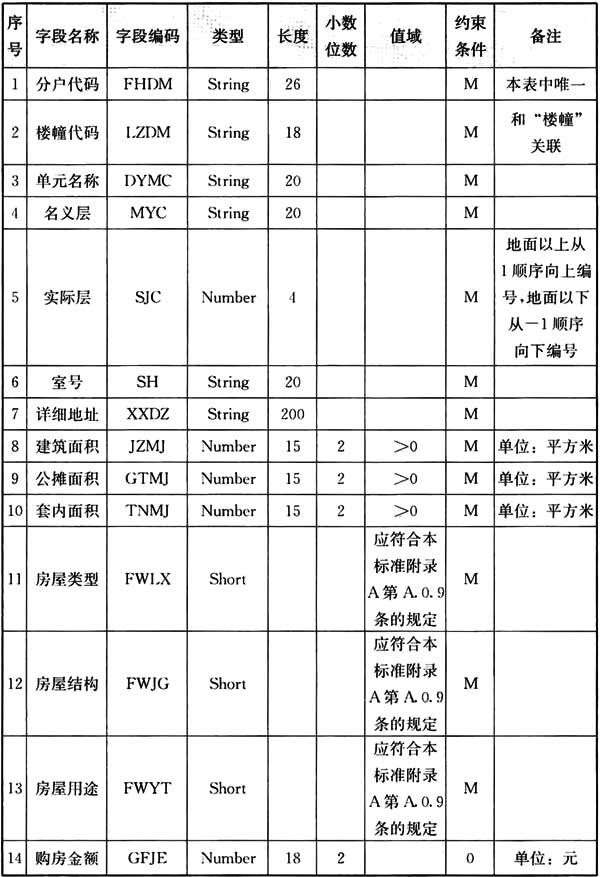 序号 字段名称 字段编码 类型 长度 小数位数 值域 约束条件 备注
1 分户代码 FHDM String 26 M 本表中唯一
2 楼幢代码 LZDM String 18 M 和“楼幢”关联
3 单元名称 DYMC String 20 M
4 名义层 MYC String 20 M
5 实际层 SJC Number 4 M 地面以上从1顺序向上编号,地面以下从-1顺序向下编号
6 室号 SH String 20 M
7 详细地址 XXDZ String 200 M
8 建筑面积 JZMJ Number 15 2 >0 M 单位：平方米
9 公摊面积 GTMJ Number 15 2 >0 M 单位：平方米
10 套内面积 TNMJ Number 15 2 >0 M 单位：平方米
11 房屋类型 FWLX Short 应符合本标准附录A第A.0.9条的规定 M
12 房屋结构 FWJG Short 应符合本标准附录A第A.0.9条的规定 M
13 房屋用途 FWYT Short 应符合本标准附录A第A.0.9条的规定 M
14 购房金额 GFJE Number 18 2 0 单位：元